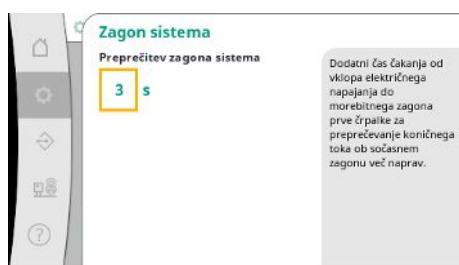 Zagon sistema
Preprečitev zagona sistema
3 s
Dodatni čas čakanja od
vklopa električnega
napajanja do
morebitnega zagona
prve črpalke za
preprečevanje koničnega
toka ob sočasnem
zagonu več naprav.
?